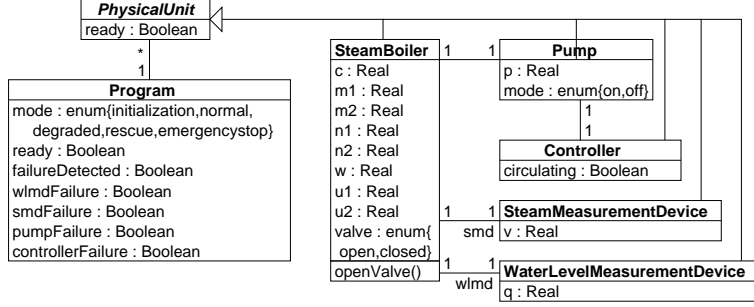 PhysicalUnit
ready : Boolean
*
1
Program
mode : enum{initialization,normal,
degraded,rescue,emergencystop}
ready : Boolean
failureDetected : Boolean
wlmdFailure : Boolean
smdFailure : Boolean
pumpFailure : Boolean
controllerFailure : Boolean
SteamBoiler
c : Real
m1 : Real
m2 : Real
n1 : Real
n2 : Real
w : Real
u1 : Real
u2 : Real
valve : enum{
open,closed}
openValve()
1 1
Pump
p : Real
mode : enum{on,off}
1
1
Controller
circulating : Boolean
1 1
smd
SteamMeasurementDevice
v : Real
1 1
wlmd
WaterLevelMeasurementDevice
q : Real